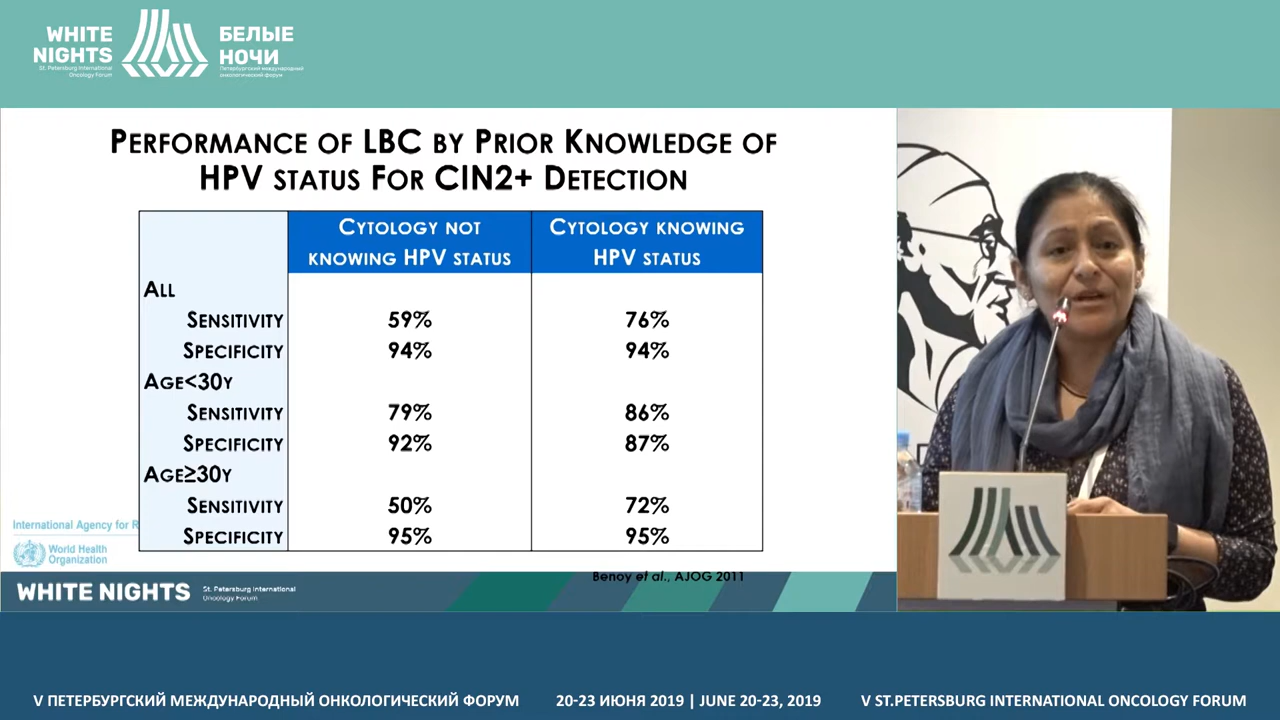 WHITE
NIGHTS
St. Petersburg International
Oncology Forum
БЕЛЫЕ
НОЧИ
Петербургский международный
онкологический форум
PERFORMANCE OF LBC BY PRIOR KNOWLEDGE OF
HPV STATUS FOR CIN2+ DETECTION
CYTOLOGY NOT
KNOWING HPV STATUS
CYTOLOGY KNOWING
HPV STATUS
ALL
SENSITIVITY 59% 76%
SPECIFICITY 94% 94%
AGE<30Y
SENSITIVITY 79% 86%
SPECIFICITY 92% 87%
AGE≥30Y
SENSITIVITY 50% 72%
SPECIFICITY 95% 95%
International Agency for R
World Health
Organization
Benoy et al., AJOG 2011
WHITE NIGHTS
St. Petersburg International
Oncology Forum
V ПЕТЕРБУРГСКИЙ МЕЖДУНАРОДНЫЙ ОНКОЛОГИЧЕСКИЙ ФОРУМ
20-23 ИЮНЯ 2019 | JUNE 20-23, 2019
V ST.PETERSBURG INTERNATIONAL ONCOLOGY FORUM